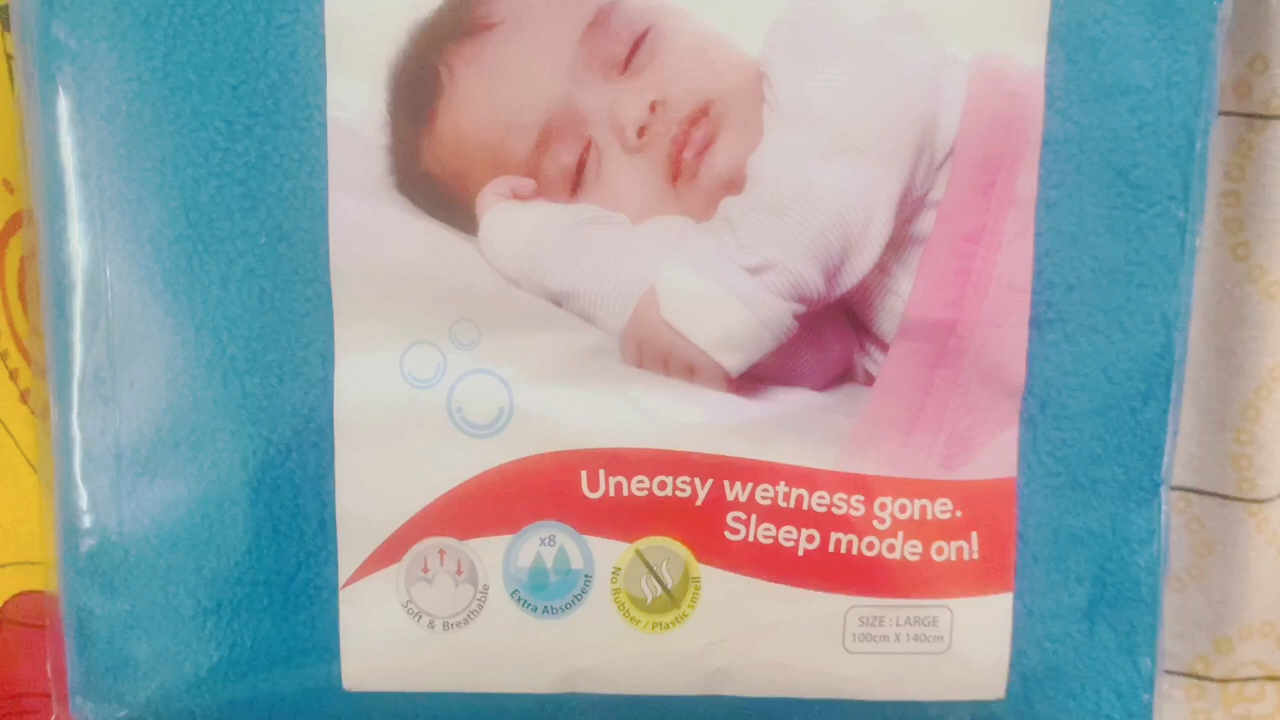 Uneasy wetness gone.
Sleep mode on!
x8
Soft & Breathable
Extra Absorbent
No Rubber / Plastic smell
SIZE : LARGE
100cm X 140cm